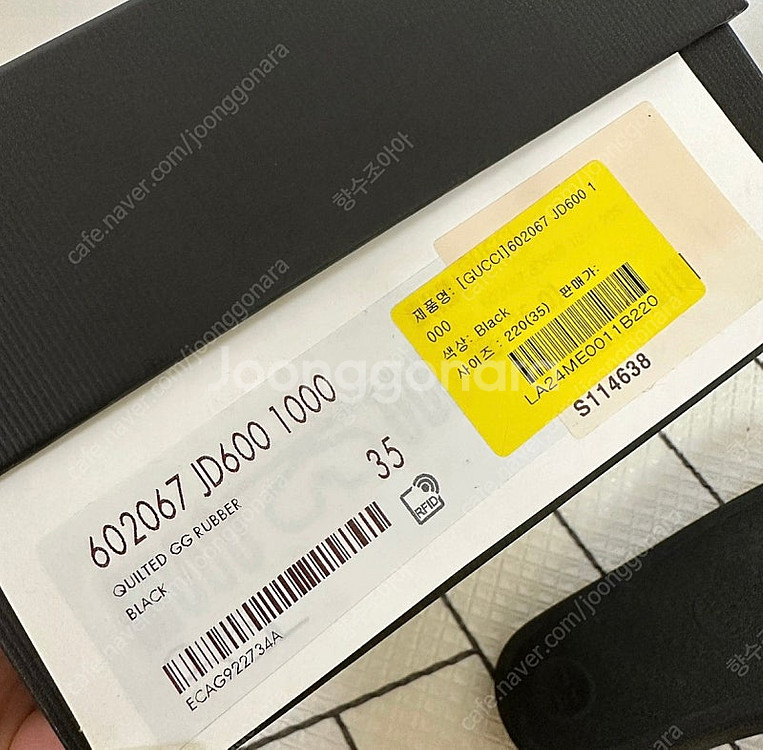 602067 JD600 1000
35
QUILTED GG RUBBER
BLACK
RFID
ECAG922734A
제품명: [GUCCI]602067 JD600 1
000
색상: Black
사이즈 : 220(35) 판매가:
LA24ME0011B220
S114638
Joonggonara
cafe.naver.com/joonggonara
향수조아아